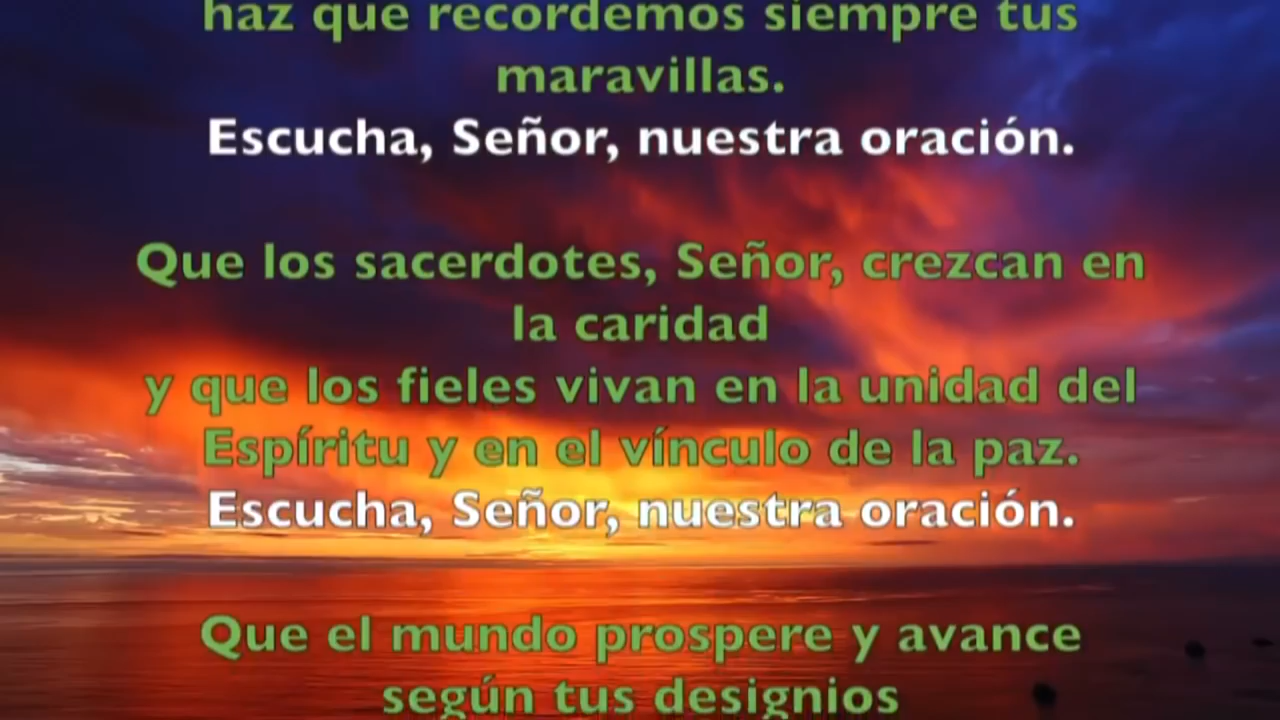 haz que recordemos siempre tus
maravillas.
Escucha, Señor, nuestra oración.
Que los sacerdotes, Señor, crezcan en
la caridad
y que los fieles vivan en la unidad del
Espíritu y en el vínculo de la paz.
Escucha, Señor, nuestra oración.
Que el mundo prospere y avance
según tus designios